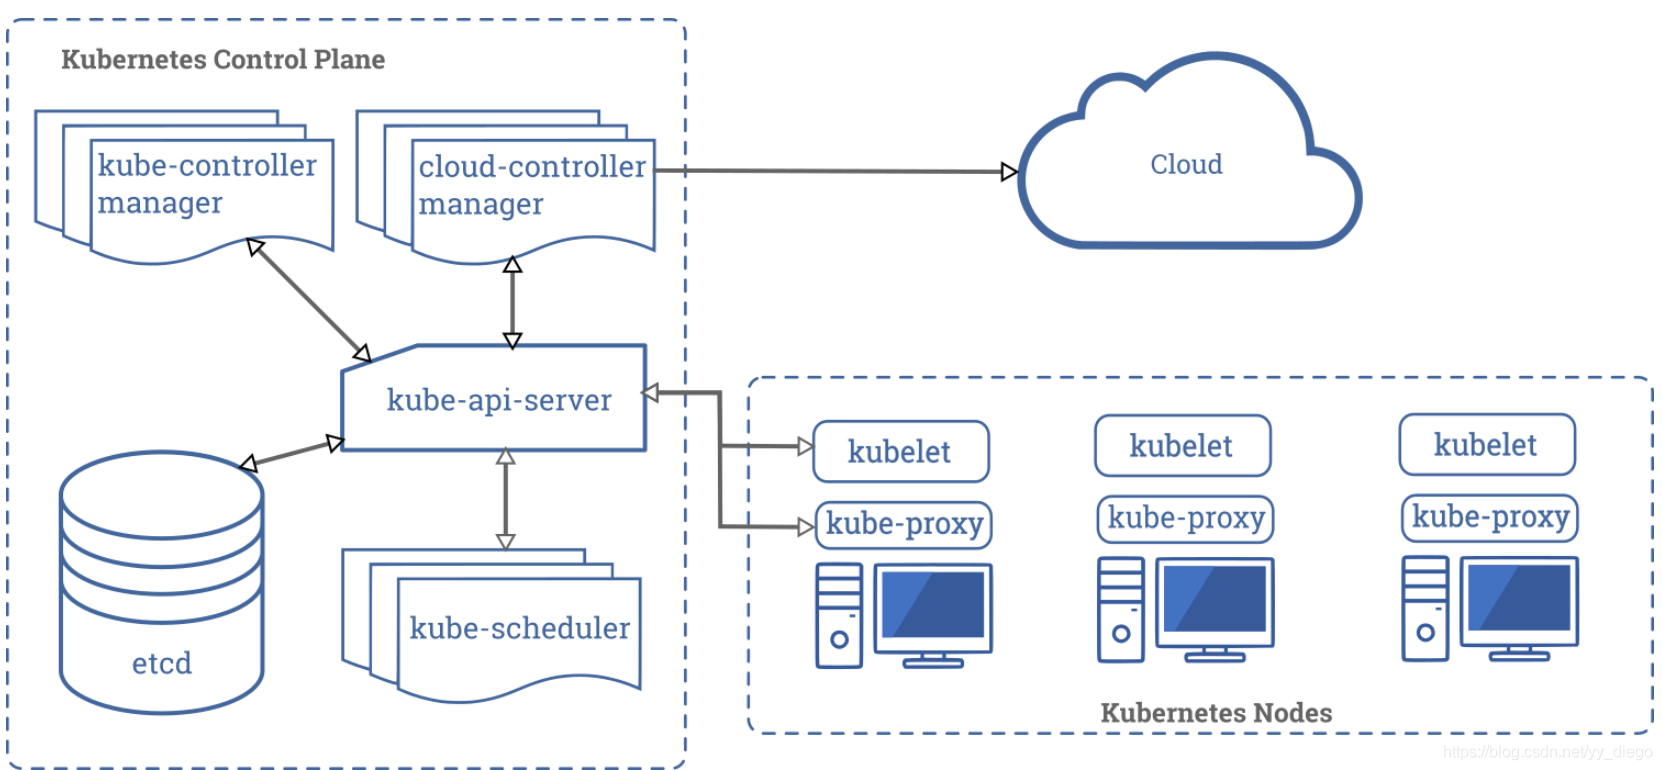 Kubernetes Control Plane
kube-controller
manager
cloud-controller
manager
Cloud
kube-api-server
etcd
kube-scheduler
kubelet
kube-proxy
kubelet
kube-proxy
kubelet
kube-proxy
Kubernetes Nodes
https://blog.csdn.net/yy_diego